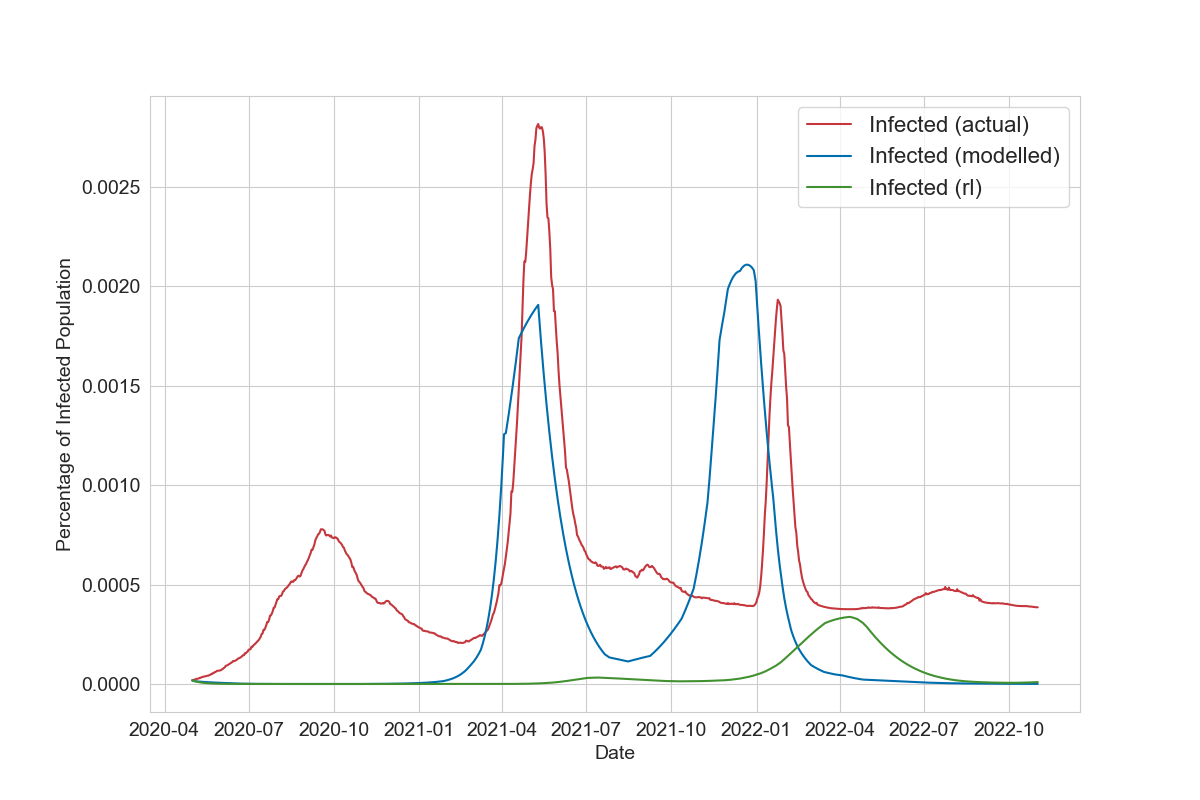 Infected (actual)
Infected (modelled)
Infected (rl)
Percentage of Infected Population
0.0025
0.0020
0.0015
0.0010
0.0005
0.0000
2020-04 2020-07 2020-10 2021-01 2021-04 2021-07 2021-10 2022-01 2022-04 2022-07 2022-10
Date